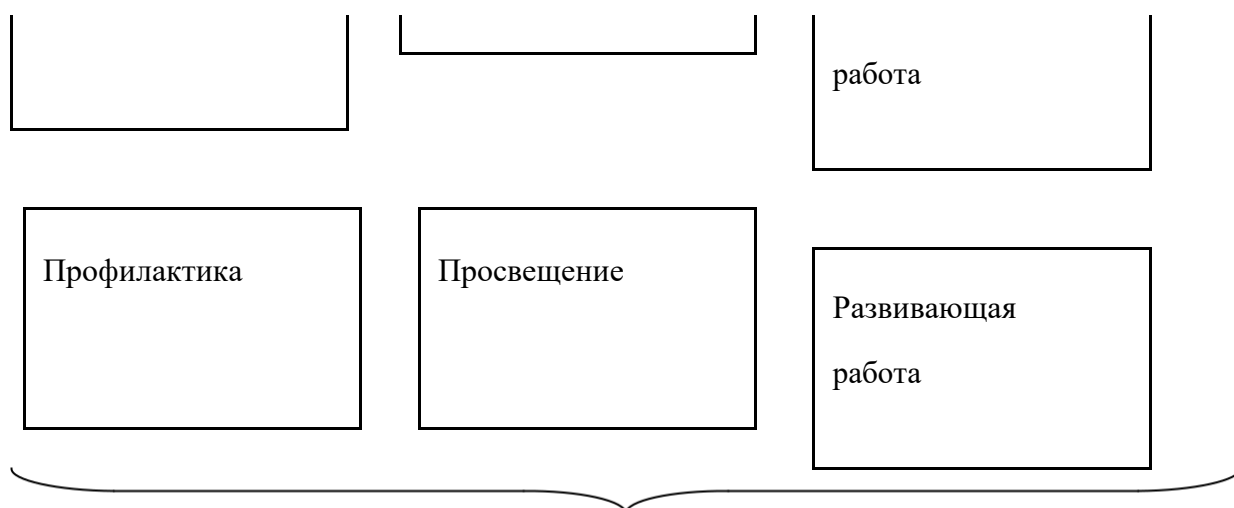 работа
Профилактика
Просвещение
Развивающая
работа